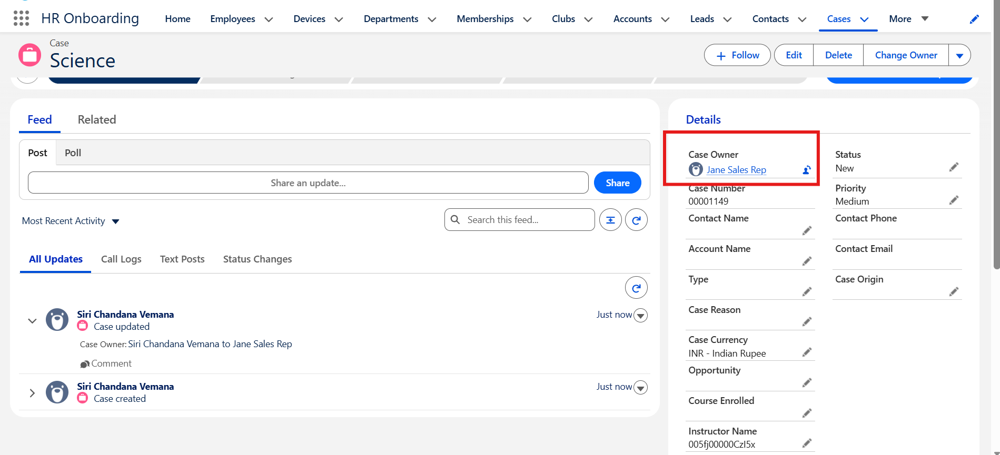 HR Onboarding Home Employees Devices Departments Memberships Clubs Accounts Leads Contacts Cases More
Case
Science
Follow Edit Delete Change Owner
Feed Related
Post Poll
Share an update... Share
Most Recent Activity
Search this feed...
All Updates Call Logs Text Posts Status Changes
Siri Chandana Vemana
Just now
Case updated
Case Owner: Siri Chandana Vemana to Jane Sales Rep
Comment
Siri Chandana Vemana
Just now
Case created
Details
Case Owner
Jane Sales Rep
Status
New
Case Number
00001149
Priority
Medium
Contact Name
Contact Phone
Account Name
Contact Email
Type
Case Origin
Case Reason
Case Currency
INR - Indian Rupee
Opportunity
Course Enrolled
Instructor Name
005fj00000CzI5x